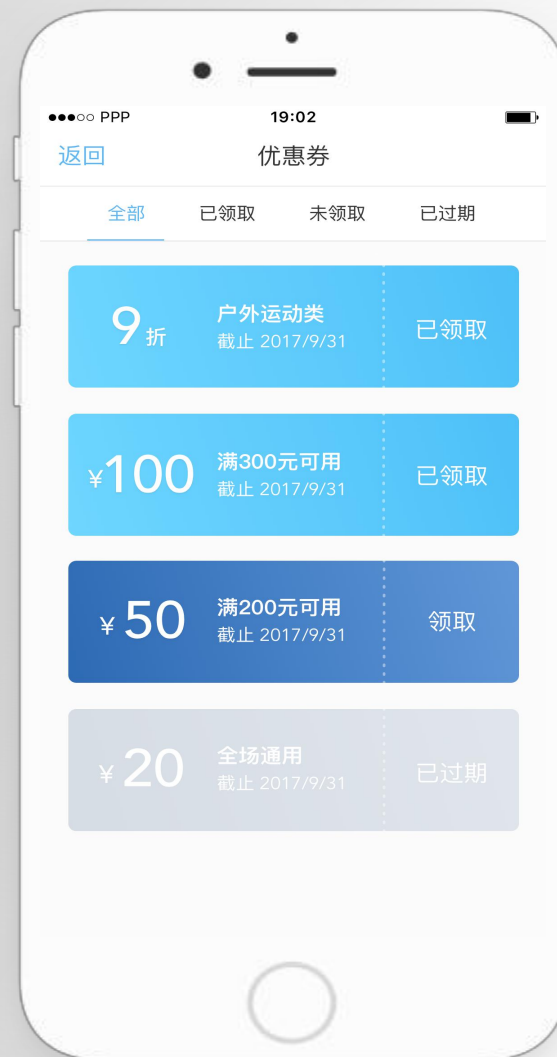 PPP 19:02
返回 优惠券
全部 已领取 未领取 已过期
9折 户外运动类 已领取
截止 2017/9/31
¥100 满300元可用 已领取
截止 2017/9/31
¥50 满200元可用 领取
截止 2017/9/31
¥20 全场通用 已过期
截止 2017/9/31